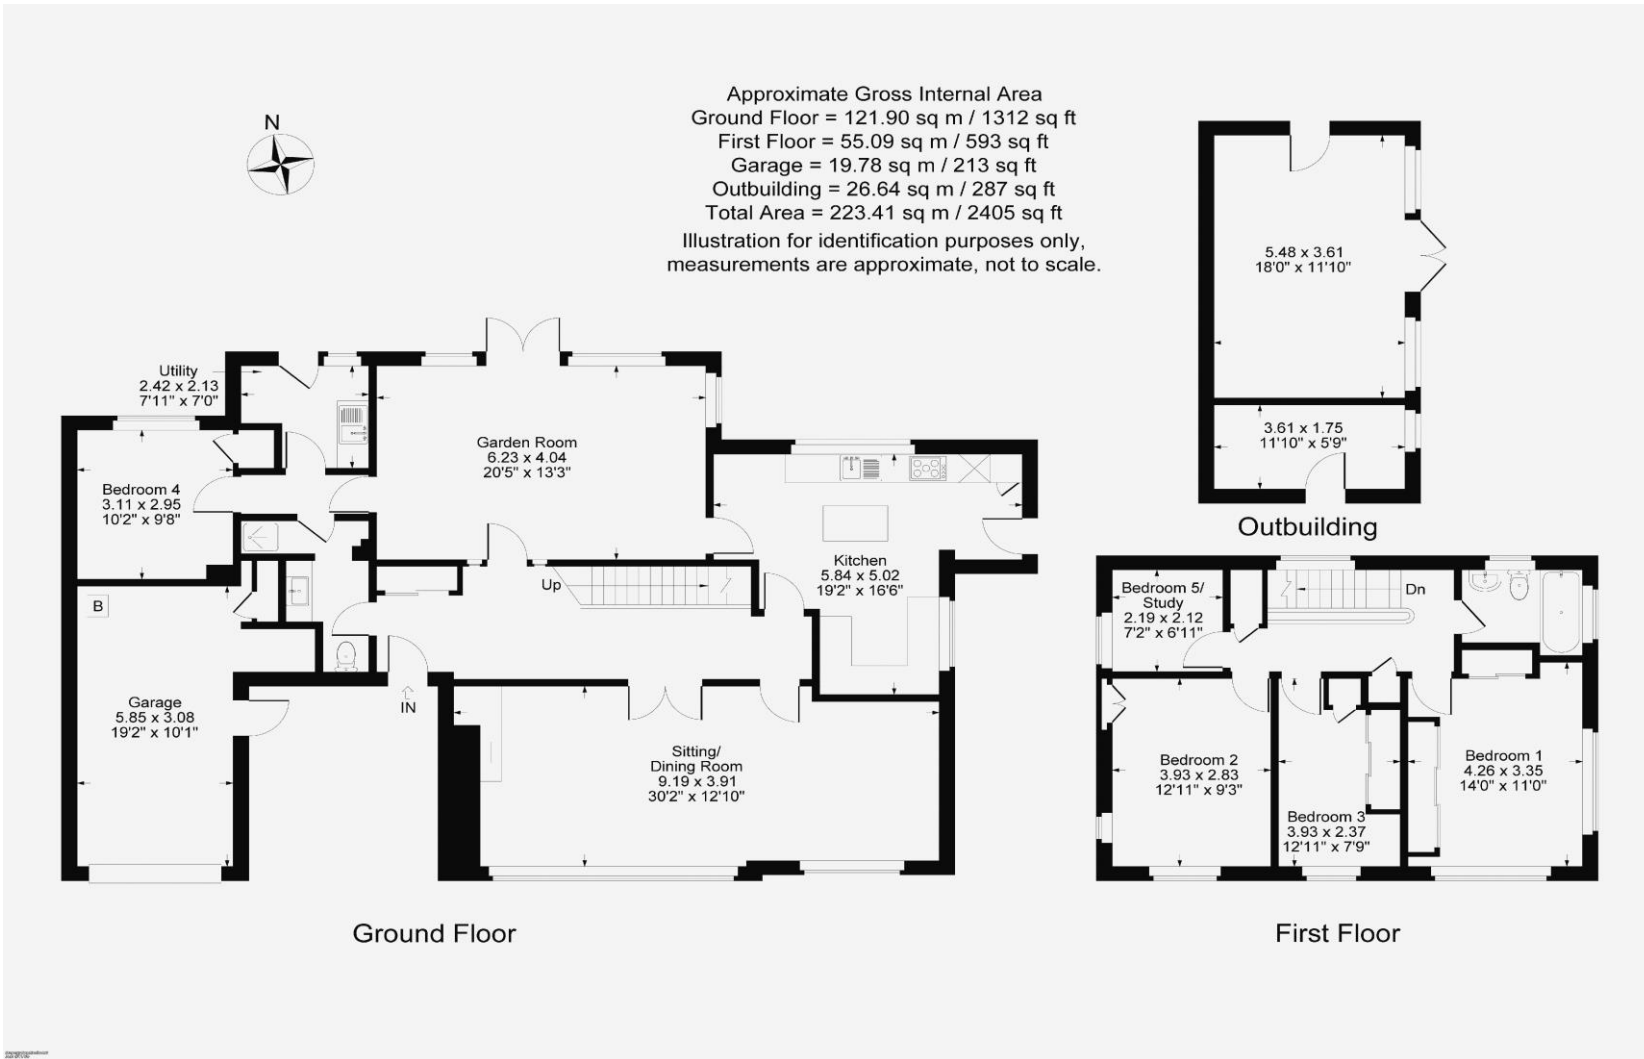 N
Approximate Gross Internal Area
Ground Floor = 121.90 sq m / 1312 sq ft
First Floor = 55.09 sq m / 593 sq ft
Garage = 19.78 sq m / 213 sq ft
Outbuilding = 26.64 sq m / 287 sq ft
Total Area = 223.41 sq m / 2405 sq ft
Illustration for identification purposes only,
measurements are approximate, not to scale.
5.48 x 3.61
18'0" x 11'10"
3.61 x 1.75
11'10" x 5'9"
Outbuilding
Utility
2.42 x 2.13
7'11" x 7'0"
Garden Room
6.23 x 4.04
20'5" x 13'3"
Bedroom 4
3.11 x 2.95
10'2" x 9'8"
Kitchen
5.84 x 5.02
19'2" x 16'6"
Up
B
Garage
5.85 x 3.08
19'2" x 10'1"
IN
Sitting/
Dining Room
9.19 x 3.91
30'2" x 12'10"
Ground Floor
Bedroom 5/
Study
2.19 x 2.12
7'2" x 6'11"
Dn
Bedroom 2
3.93 x 2.83
12'11" x 9'3"
Bedroom 3
3.93 x 2.37
12'11" x 7'9"
Bedroom 1
4.26 x 3.35
14'0" x 11'0"
First Floor